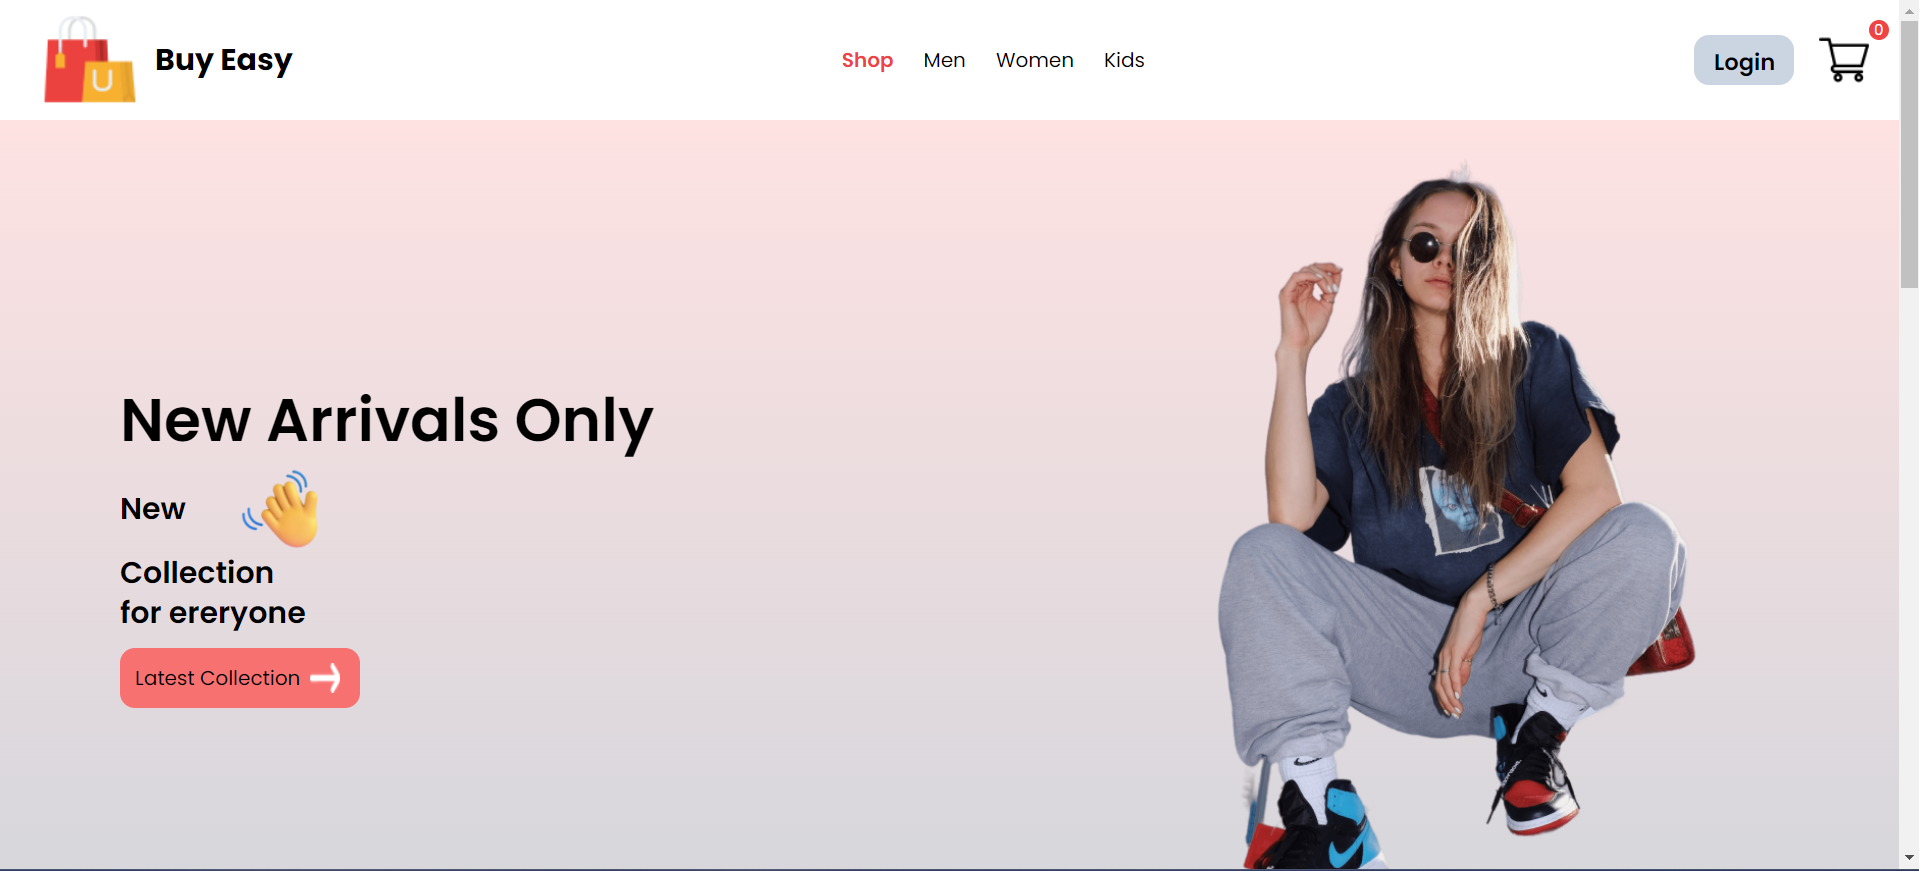 Buy Easy
Shop Men Women Kids
Login
0
U
New Arrivals Only
New
Collection
for ereryone
Latest Collection